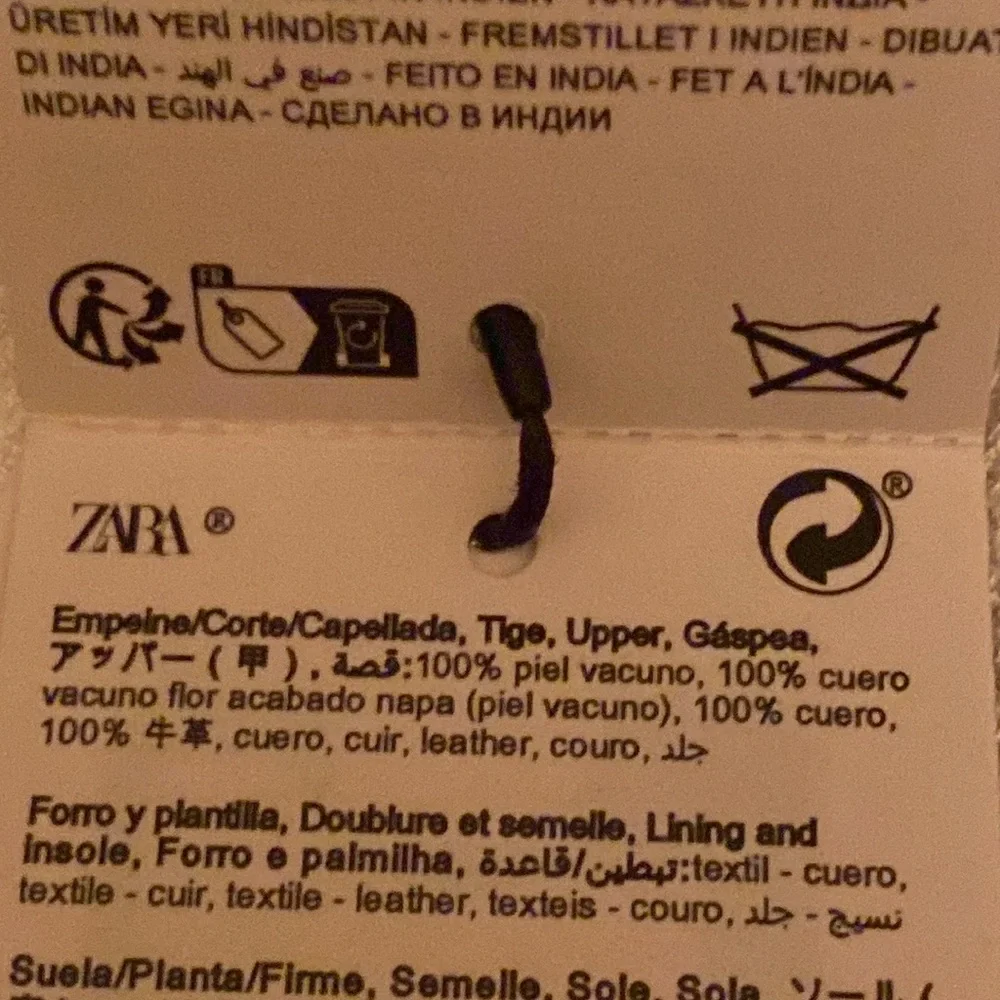 ÜRETİM YERİ HİNDİSTAN - FREMSTILLET I INDIEN - DIBUAT
DI INDIA - صنع في الهند - FEITO EN INDIA - FET A L'ÍNDIA -
INDIAN EGINA - СДЕЛАНО В ИНДИИ
FR
ZARA ®
®
Empeine/Corte/Capellada, Tige, Upper, Gáspea,
アッパー ( 甲 ), قصة:100% piel vacuno, 100% cuero
vacuno flor acabado napa (piel vacuno), 100% cuero,
100% 牛革, cuero, cuir, leather, couro, جلد
Forro y plantilla, Doublure et semelle, Lining and
insole, Forro e palmilha, تبطين/قاعدة:textil - cuero,
textile - cuir, textile - leather, texteis - couro, نسيج - جلد
Suela/Planta/Firme, Semelle, Sole, Sola, ソール (